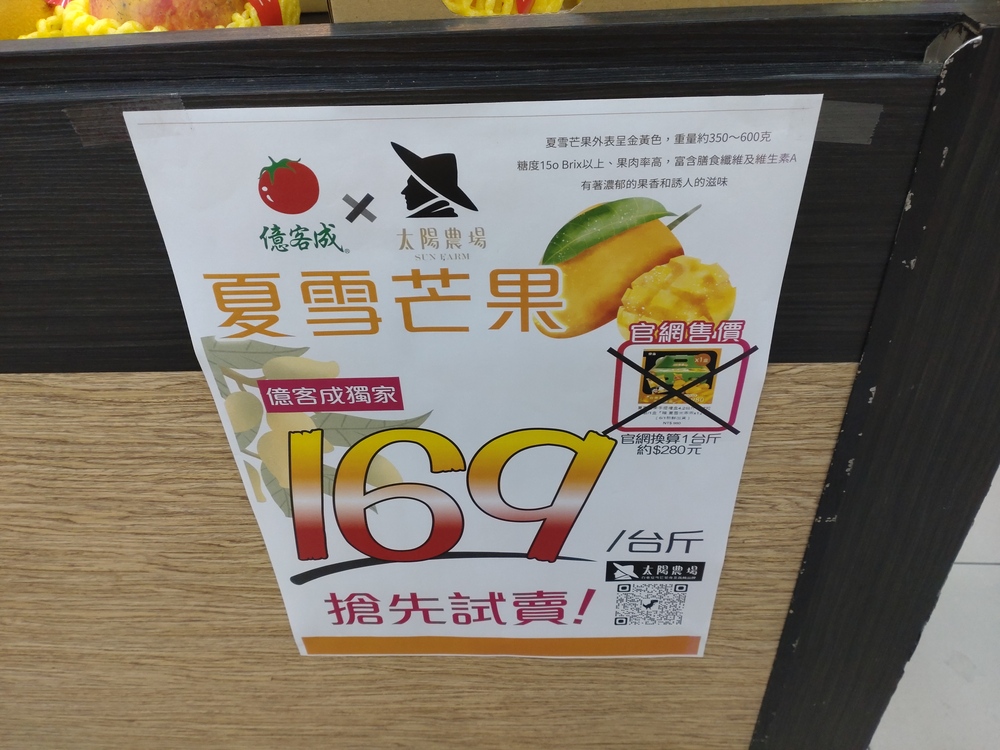 夏雪芒果外表呈金黃色，重量約350～600克
糖度15o Brix以上、果肉率高，富含膳食纖維及維生素A
有著濃郁的果香和誘人的滋味
億客成
太陽農場
SUN FARM
夏雪芒果
官網售價
億客成獨家
官網換算1台斤
約$280元
169
/台斤
太陽農場
搶先試賣!